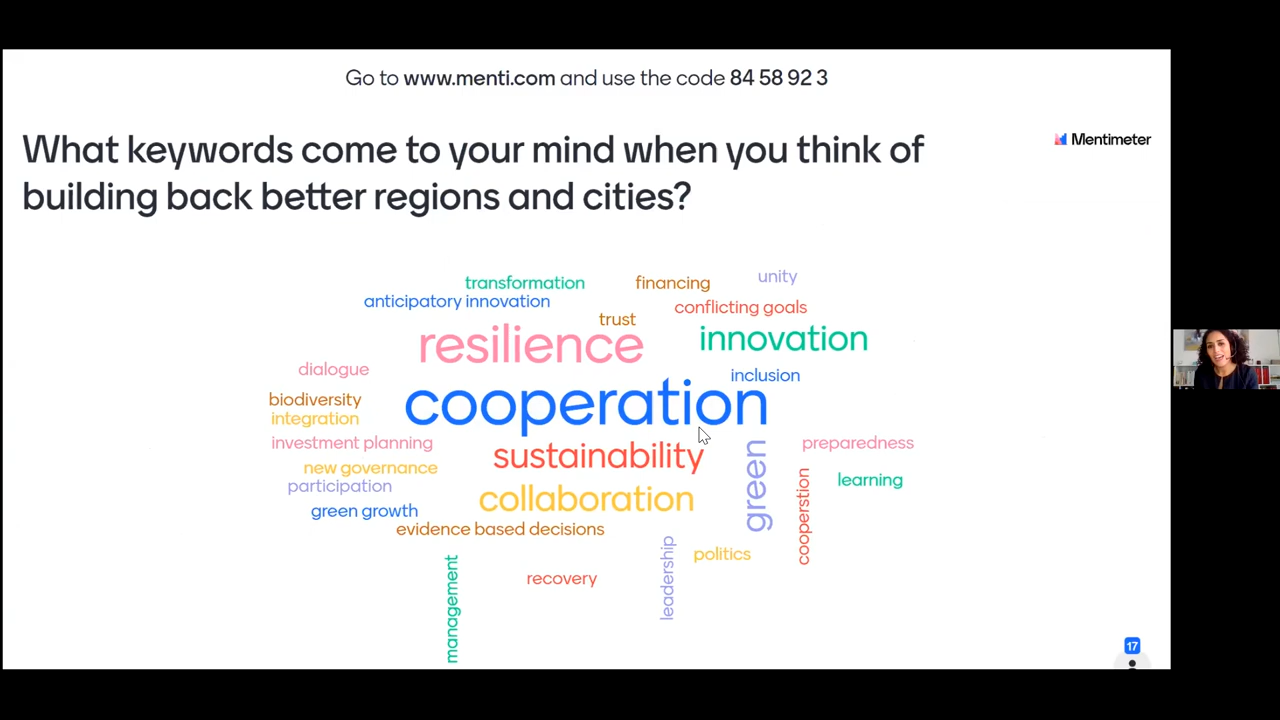 Go to www.menti.com and use the code 84 58 92 3
Mentimeter
What keywords come to your mind when you think of
building back better regions and cities?
unity
transformation
financing
anticipatory innovation
conflicting goals
trust
resilience
innovation
dialogue
inclusion
biodiversity
cooperation
integration
investment planning
preparedness
sustainability
new governance
green
learning
participation
collaboration
cooperstion
green growth
evidence based decisions
politics
leadership
recovery
management
17